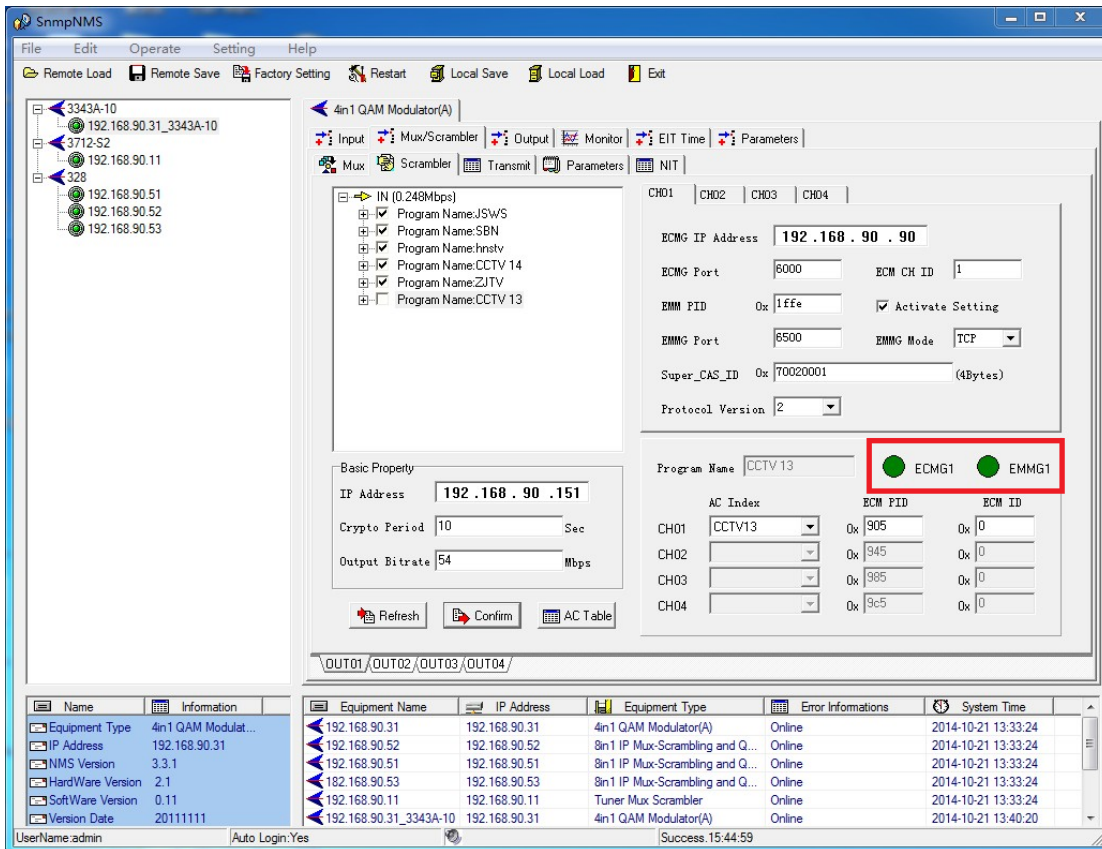 SnmpNMS
File Edit Operate Setting Help
Remote Load Remote Save Factory Setting Restart Local Save Local Load Exit
3343A-10
192.168.90.31_3343A-10
3712-S2
192.168.90.11
328
192.168.90.51
192.168.90.52
192.168.90.53
4in1 QAM Modulator(A)
Input Mux/Scrambler Output Monitor EIT Time Parameters
Mux Scrambler Transmit Parameters NIT
IN (0.248Mbps)
Program Name:JSWS
Program Name:SBN
Program Name:hnstv
Program Name:CCTV 14
Program Name:ZJTV
Program Name:CCTV 13
Basic Property
IP Address 192 .168 . 90 .151
Crypto Period 10 Sec
Output Bitrate 54 Mbps
Refresh Confirm AC Table
CH01 CH02 CH03 CH04
ECMG IP Address 192 .168 . 90 . 90
ECMG Port 6000 ECM CH ID 1
EMM PID 0x 1ffe Activate Setting
EMMG Port 6500 EMMG Mode TCP
Super_CAS_ID 0x 70020001 (4Bytes)
Protocol Version 2
Program Name CCTV 13 ECMG1 EMMG1
AC Index ECM PID ECM ID
CH01 CCTV13 0x 905 0x 0
CH02 0x 945 0x 0
CH03 0x 985 0x 0
CH04 0x 9c5 0x 0
OUT01 OUT02 OUT03 OUT04
Name Information
Equipment Type 4in1 QAM Modulat...
IP Address 192.168.90.31
NMS Version 3.3.1
HardWare Version 2.1
SoftWare Version 0.11
Version Date 20111111
Equipment Name IP Address Equipment Type Error Informations System Time
192.168.90.31 192.168.90.31 4in1 QAM Modulator(A) Online 2014-10-21 13:33:24
192.168.90.52 192.168.90.52 8in1 IP Mux-Scrambling and Q... Online 2014-10-21 13:33:24
192.168.90.51 192.168.90.51 8in1 IP Mux-Scrambling and Q... Online 2014-10-21 13:33:24
182.168.90.53 192.168.90.53 8in1 IP Mux-Scrambling and Q... Online 2014-10-21 13:33:24
192.168.90.11 192.168.90.11 Tuner Mux Scrambler Online 2014-10-21 13:33:24
192.168.90.31_3343A-10 192.168.90.31 4in1 QAM Modulator(A) Online 2014-10-21 13:40:20
UserName:admin Auto Login:Yes Success.15:44:59